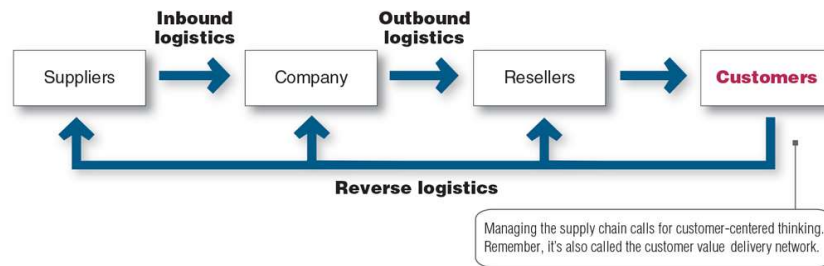 Inbound
logistics
Outbound
logistics
Suppliers
Company
Resellers
Customers
Reverse logistics
Managing the supply chain calls for customer-centered thinking.
Remember, it's also called the customer value delivery network.